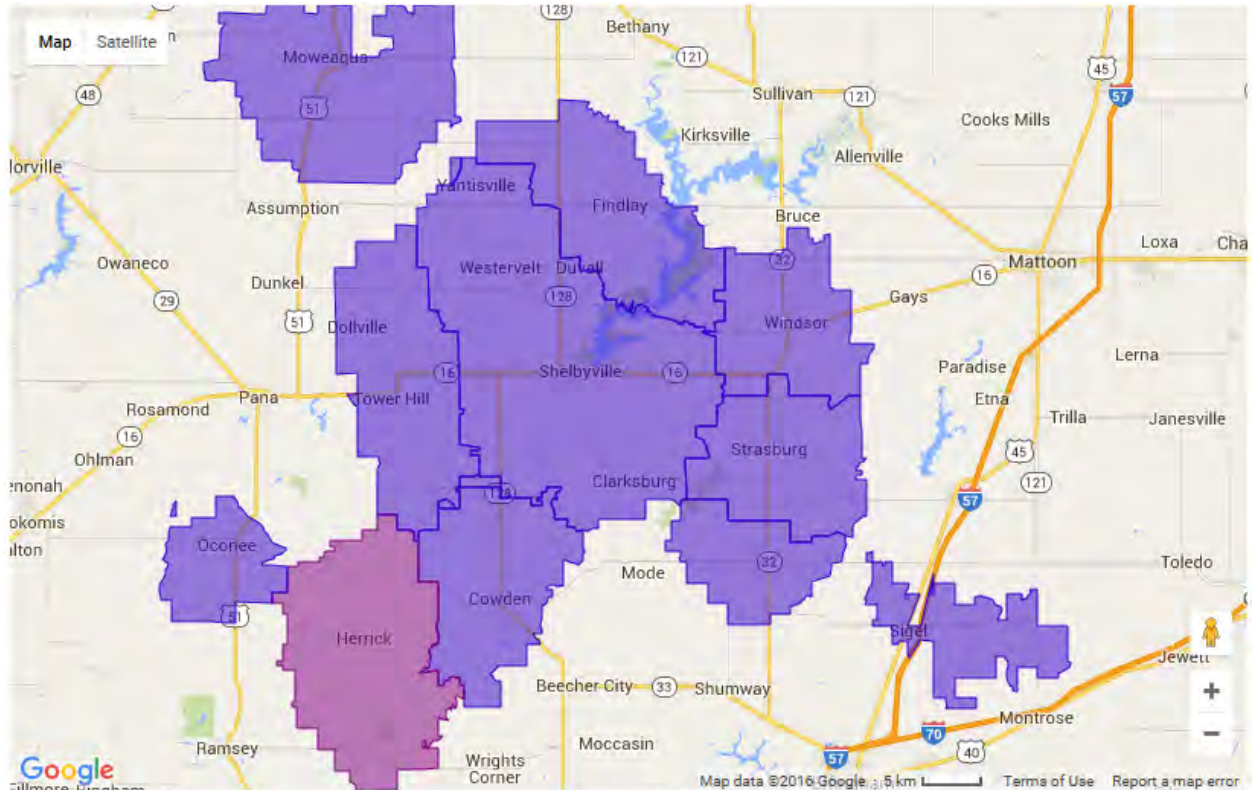 128
Bethany
Map Satellite
Moweaqua
121
45
48
57
Sullivan
121
51
Cooks Mills
Kirksville
Allenville
lorville
Yantisville
Assumption
Findlay
Bruce
Loxa Cha
Owaneco
Westervelt Duvall
32
Mattoon
16
Dunkel
29
128
Gays
51
Dollville
Windsor
Lerna
16
Shelbyville
16
Paradise
Pana
Tower Hill
Etna
Rosamond
Trilla
Janesville
16
Strasburg
45
Ohlman
Clarksburg
121
enonah
128
57
okomis
lton
Oconee
32
Toledo
Mode
Cowden
51
Herrick
Sigel
Jewett
Beecher City 33 Shumway
+
Montrose
70
−
Ramsey
Moccasin
40
Wrights
Corner
57
Google
Map data ©2016 Google 5 km Terms of Use Report a map error